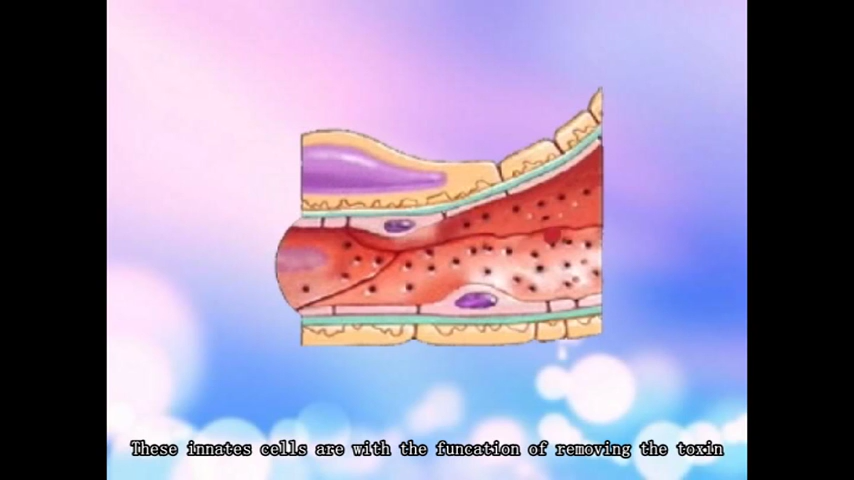 These innates cells are with the funcation of removing the toxin